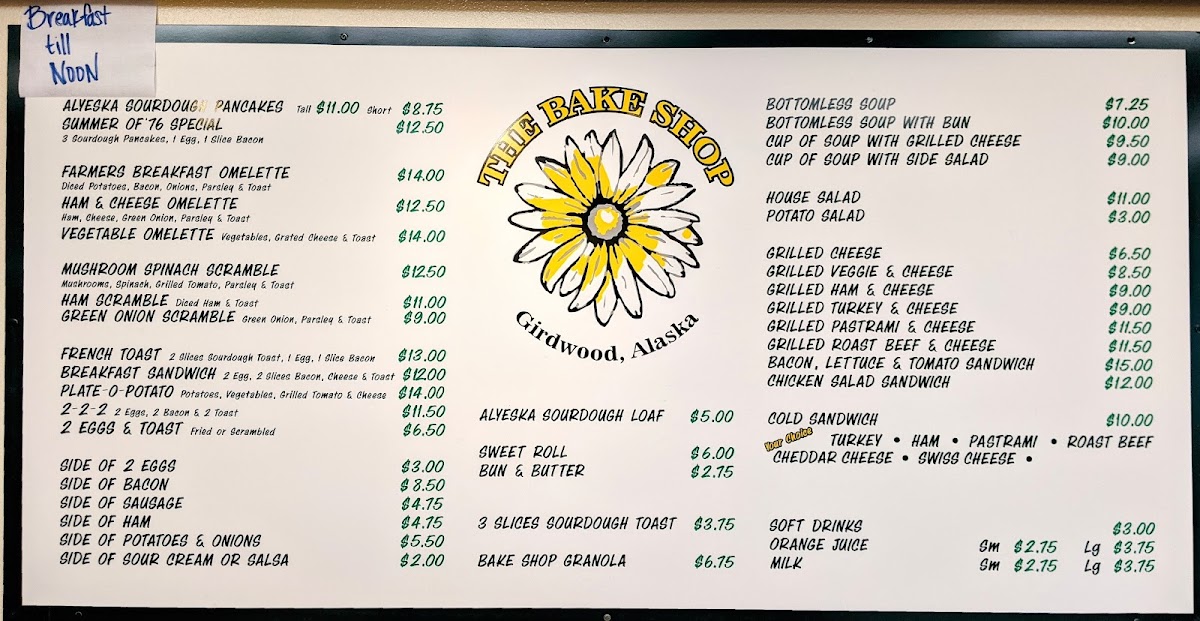 Breakfast
till
NOON
ALYESKA SOURDOUGH PANCAKES Tall $11.00 Short $8.75
SUMMER OF '76 SPECIAL $12.50
3 Sourdough Pancakes, 1 Egg, 1 Slice Bacon
FARMERS BREAKFAST OMELETTE $14.00
Diced Potatoes, Bacon, Onions, Parsley & Toast
HAM & CHEESE OMELETTE $12.50
Ham, Cheese, Green Onion, Parsley & Toast
VEGETABLE OMELETTE Vegetables, Grated Cheese & Toast $14.00
MUSHROOM SPINACH SCRAMBLE $12.50
Mushrooms, Spinach, Grilled Tomato, Parsley & Toast
HAM SCRAMBLE Diced Ham & Toast $11.00
GREEN ONION SCRAMBLE Green Onion, Parsley & Toast $9.00
FRENCH TOAST 2 Slices Sourdough Toast, 1 Egg, 1 Slice Bacon $13.00
BREAKFAST SANDWICH 2 Egg, 2 Slices Bacon, Cheese & Toast $12.00
PLATE-O-POTATO Potatoes, Vegetables, Grilled Tomato & Cheese $14.00
2-2-2 2 Eggs, 2 Bacon & 2 Toast $11.50
2 EGGS & TOAST Fried or Scrambled $6.50
SIDE OF 2 EGGS $3.00
SIDE OF BACON $8.50
SIDE OF SAUSAGE $4.75
SIDE OF HAM $4.75
SIDE OF POTATOES & ONIONS $5.50
SIDE OF SOUR CREAM OR SALSA $2.00
THE BAKE SHOP
Girdwood, Alaska
ALYESKA SOURDOUGH LOAF $5.00
SWEET ROLL $6.00
BUN & BUTTER $2.75
3 SLICES SOURDOUGH TOAST $3.75
BAKE SHOP GRANOLA $6.75
BOTTOMLESS SOUP $7.25
BOTTOMLESS SOUP WITH BUN $10.00
CUP OF SOUP WITH GRILLED CHEESE $9.50
CUP OF SOUP WITH SIDE SALAD $9.00
HOUSE SALAD $11.00
POTATO SALAD $3.00
GRILLED CHEESE $6.50
GRILLED VEGGIE & CHEESE $8.50
GRILLED HAM & CHEESE $9.00
GRILLED TURKEY & CHEESE $9.00
GRILLED PASTRAMI & CHEESE $11.50
GRILLED ROAST BEEF & CHEESE $11.50
BACON, LETTUCE & TOMATO SANDWICH $15.00
CHICKEN SALAD SANDWICH $12.00
COLD SANDWICH $10.00
Your Choice TURKEY • HAM • PASTRAMI • ROAST BEEF
CHEDDAR CHEESE • SWISS CHEESE •
SOFT DRINKS $3.00
ORANGE JUICE Sm $2.75 Lg $3.75
MILK Sm $2.75 Lg $3.75